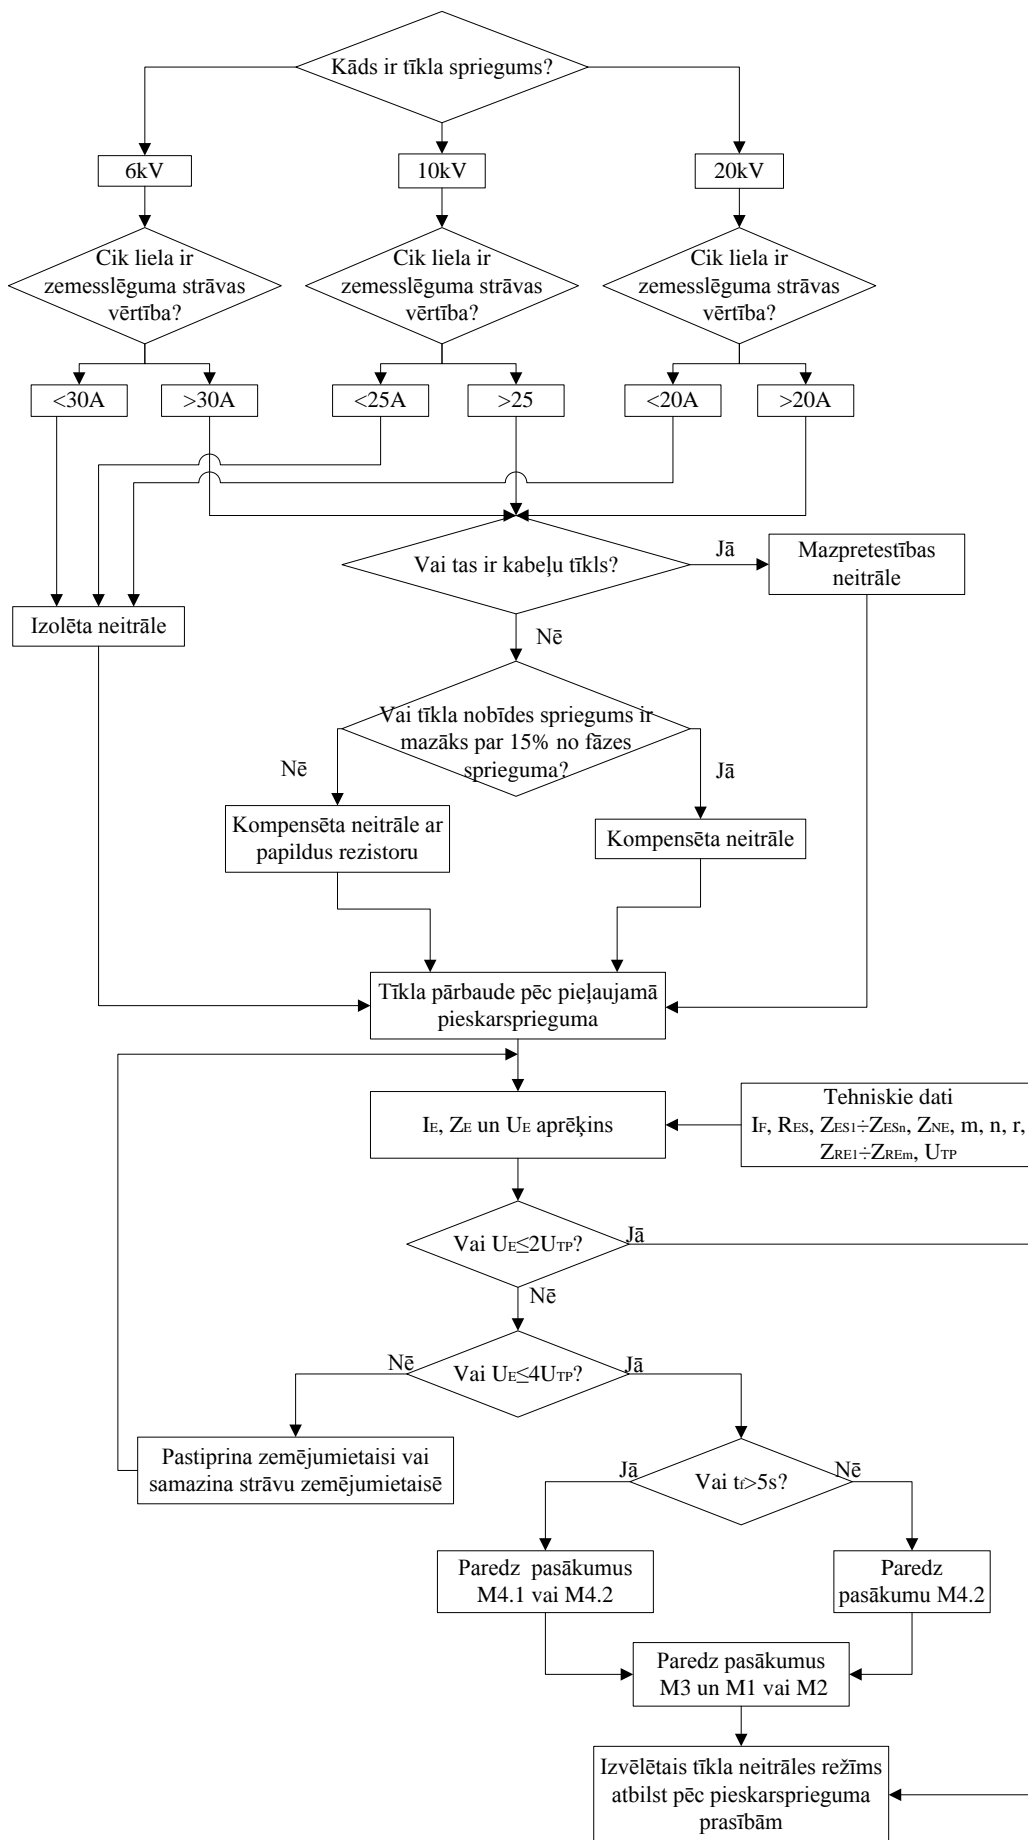 Kāds ir tīkla spriegums?
6kV
10kV
20kV
Cik liela ir
zemesslēguma strāvas
vērtība?
Cik liela ir
zemesslēguma strāvas
vērtība?
Cik liela ir
zemesslēguma strāvas
vērtība?
<30A
>30A
<25A
>25
<20A
>20A
Vai tas ir kabeļu tīkls?
Jā
Mazpretestības
neitrāle
Izolēta neitrāle
Nē
Vai tīkla nobīdes spriegums ir
mazāks par 15% no fāzes
sprieguma?
Nē
Jā
Kompensēta neitrāle ar
papildus rezistoru
Kompensēta neitrāle
Tīkla pārbaude pēc pieļaujamā
pieskarsprieguma
IE, ZE un UE aprēķins
Tehniskie dati
IF, RES, ZES1÷ZESn, ZNE, m, n, r,
ZRE1÷ZREm, UTP
Vai UE≤2UTP?
Jā
Nē
Vai UE≤4UTP?
Nē
Jā
Pastiprina zemējumietaisi vai
samazina strāvu zemējumietaisē
Vai tf>5s?
Jā
Nē
Paredz pasākumus
M4.1 vai M4.2
Paredz
pasākumu M4.2
Paredz pasākumus
M3 un M1 vai M2
Izvēlētais tīkla neitrāles režīms
atbilst pēc pieskarsprieguma
prasībām